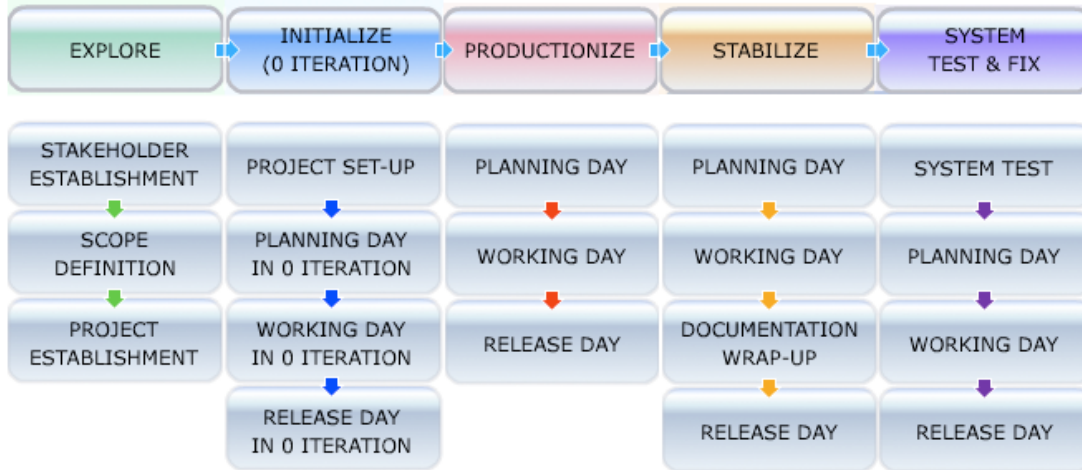 EXPLORE
INITIALIZE
(0 ITERATION)
PRODUCTIONIZE
STABILIZE
SYSTEM
TEST & FIX
STAKEHOLDER
ESTABLISHMENT
SCOPE
DEFINITION
PROJECT
ESTABLISHMENT
PROJECT SET-UP
PLANNING DAY
IN 0 ITERATION
WORKING DAY
IN 0 ITERATION
RELEASE DAY
IN 0 ITERATION
PLANNING DAY
WORKING DAY
RELEASE DAY
PLANNING DAY
WORKING DAY
DOCUMENTATION
WRAP-UP
RELEASE DAY
SYSTEM TEST
PLANNING DAY
WORKING DAY
RELEASE DAY